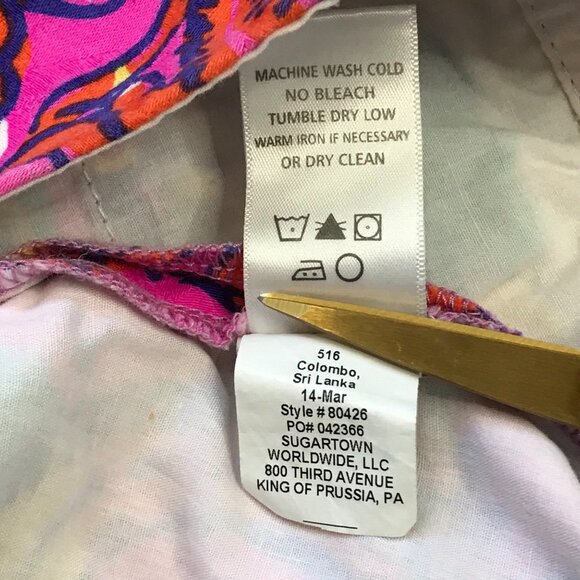 MACHINE WASH COLD
NO BLEACH
TUMBLE DRY LOW
WARM IRON IF NECESSARY
OR DRY CLEAN
516
Colombo,
Sri Lanka
14-Mar
Style # 80426
PO# 042366
SUGARTOWN
WORLDWIDE, LLC
800 THIRD AVENUE
KING OF PRUSSIA, PA